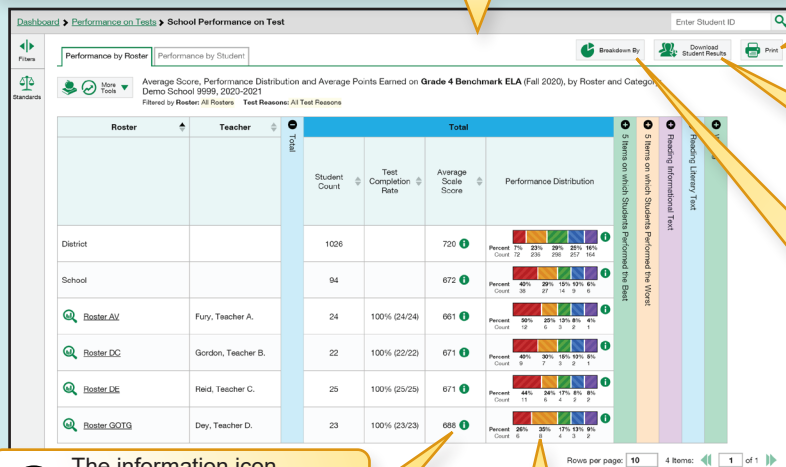 Dashboard > Performance on Tests > School Performance on Test
Enter Student ID
Filters
Standards
Performance by Roster
Performance by Student
Breakdown By
Download Student Results
Print
More Tools
Average Score, Performance Distribution and Average Points Earned on Grade 4 Benchmark ELA (Fall 2020), by Roster and Category
Demo School 9999, 2020-2021
Filtered by Roster: All Rosters Test Reasons: All Test Reasons
Roster Teacher Total Total
Student Count Test Completion Rate Average Scale Score Performance Distribution
5 Items on which Students Performed the Best
5 Items on which Students Performed the Worst
Reading Informational Text
Reading Literary Text
District 1026 720
Percent 7% 23% 29% 25% 16%
Count 72 236 298 257 164
School 94 672
Percent 40% 29% 15% 10% 6%
Count 38 27 14 9 6
Roster AV Fury, Teacher A. 24 100% (24/24) 661
Percent 50% 25% 13% 8% 4%
Count 12 6 3 2 1
Roster DC Gordon, Teacher B. 22 100% (22/22) 671
Percent 40% 30% 15% 10% 5%
Count 9 7 3 2 1
Roster DE Reid, Teacher C. 25 100% (25/25) 671
Percent 44% 24% 17% 8% 8%
Count 11 6 4 2 2
Roster GOTG Dey, Teacher D. 23 100% (23/23) 688
Percent 26% 35% 17% 13% 9%
Count 6 8 4 3 2
Rows per page: 10 4 Items: 1 of 1
The information icon